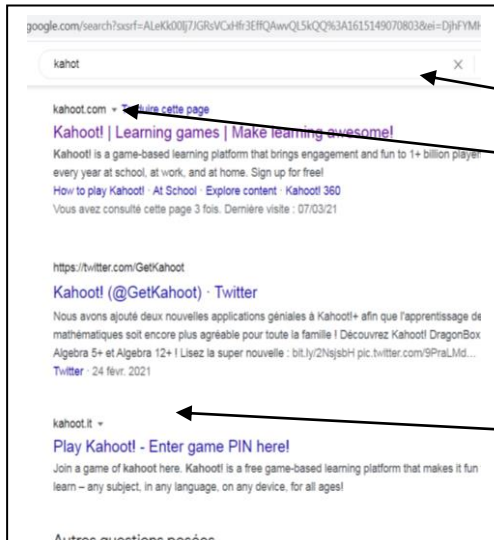 google.com/search?sxsrf=ALeKk00lj7JGRsVCxHfr3EffQAwvQL5kQQ%3A1615149070803&ei=DjhFYMH
kahot
kahoot.com Traduire cette page
Kahoot! | Learning games | Make learning awesome!
Kahoot! is a game-based learning platform that brings engagement and fun to 1+ billion player
every year at school, at work, and at home. Sign up for free!
How to play Kahoot! · At School · Explore content · Kahoot! 360
Vous avez consulté cette page 3 fois. Dernière visite : 07/03/21
https://twitter.com/GetKahoot
Kahoot! (@GetKahoot) · Twitter
Nous avons ajouté deux nouvelles applications géniales à Kahoot!+ afin que l'apprentissage de
mathématiques soit encore plus agréable pour toute la famille ! Découvrez Kahoot! DragonBox
Algebra 5+ et Algebra 12+ ! Lisez la super nouvelle : bit.ly/2NsjsbH pic.twitter.com/9PraLMd...
Twitter · 24 févr. 2021
kahoot.it
Play Kahoot! - Enter game PIN here!
Join a game of kahoot here. Kahoot! is a free game-based learning platform that makes it fun
learn – any subject, in any language, on any device, for all ages!
Autres questions posées